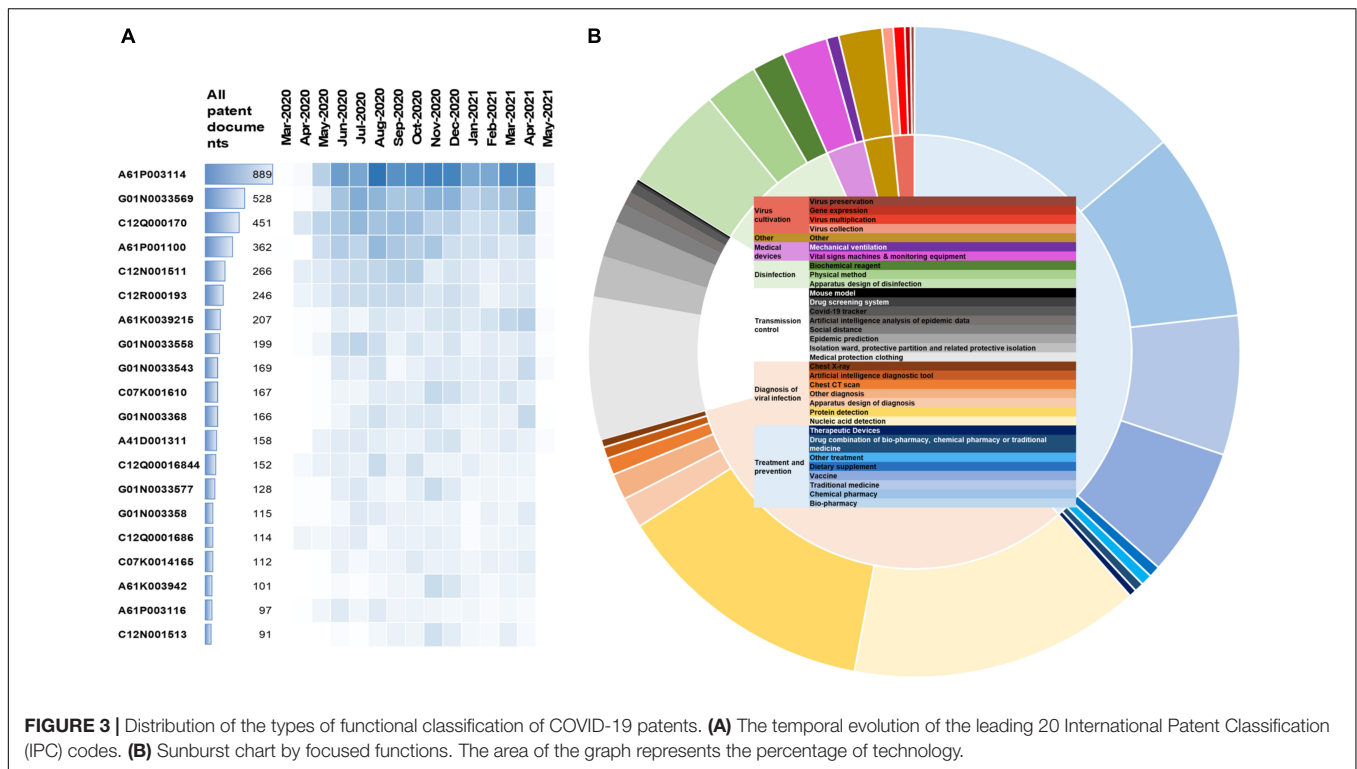 A
B
All
patent
docume
nts
Mar-2020
Apr-2020
May-2020
Jun-2020
Jul-2020
Aug-2020
Sep-2020
Oct-2020
Nov-2020
Dec-2020
Jan-2021
Feb-2021
Mar-2021
Apr-2021
May-2021
A61P003114 889
G01N0033569 528
C12Q000170 451
A61P001100 362
C12N001511 266
C12R000193 246
A61K0039215 207
G01N0033558 199
G01N0033543 169
C07K001610 167
G01N003368 166
A41D001311 158
C12Q00016844 152
G01N0033577 128
G01N003358 115
C12Q0001686 114
C07K0014165 112
A61K003942 101
A61P003116 97
C12N001513 91
Virus
cultivation
Virus preservation
Gene expression
Virus multiplication
Virus collection
Other
Other
Medical
devices
Mechanical ventilation
Vital signs machines & monitoring equipment
Disinfection
Biochemical reagent
Physical method
Apparatus design of disinfection
Transmission
control
Mouse model
Drug screening system
Covid-19 tracker
Artificial intelligence analysis of epidemic data
Social distance
Epidemic prediction
Isolation ward, protective partition and related protective isolation
Medical protection clothing
Diagnosis of
viral infection
Chest X-ray
Artificial intelligence diagnostic tool
Chest CT scan
Other diagnosis
Apparatus design of diagnosis
Protein detection
Nucleic acid detection
Treatment and
prevention
Therapeutic Devices
Drug combination of bio-pharmacy, chemical pharmacy or traditional
medicine
Other treatment
Dietary supplement
Vaccine
Traditional medicine
Chemical pharmacy
Bio-pharmacy
FIGURE 3 | Distribution of the types of functional classification of COVID-19 patents. (A) The temporal evolution of the leading 20 International Patent Classification
(IPC) codes. (B) Sunburst chart by focused functions. The area of the graph represents the percentage of technology.